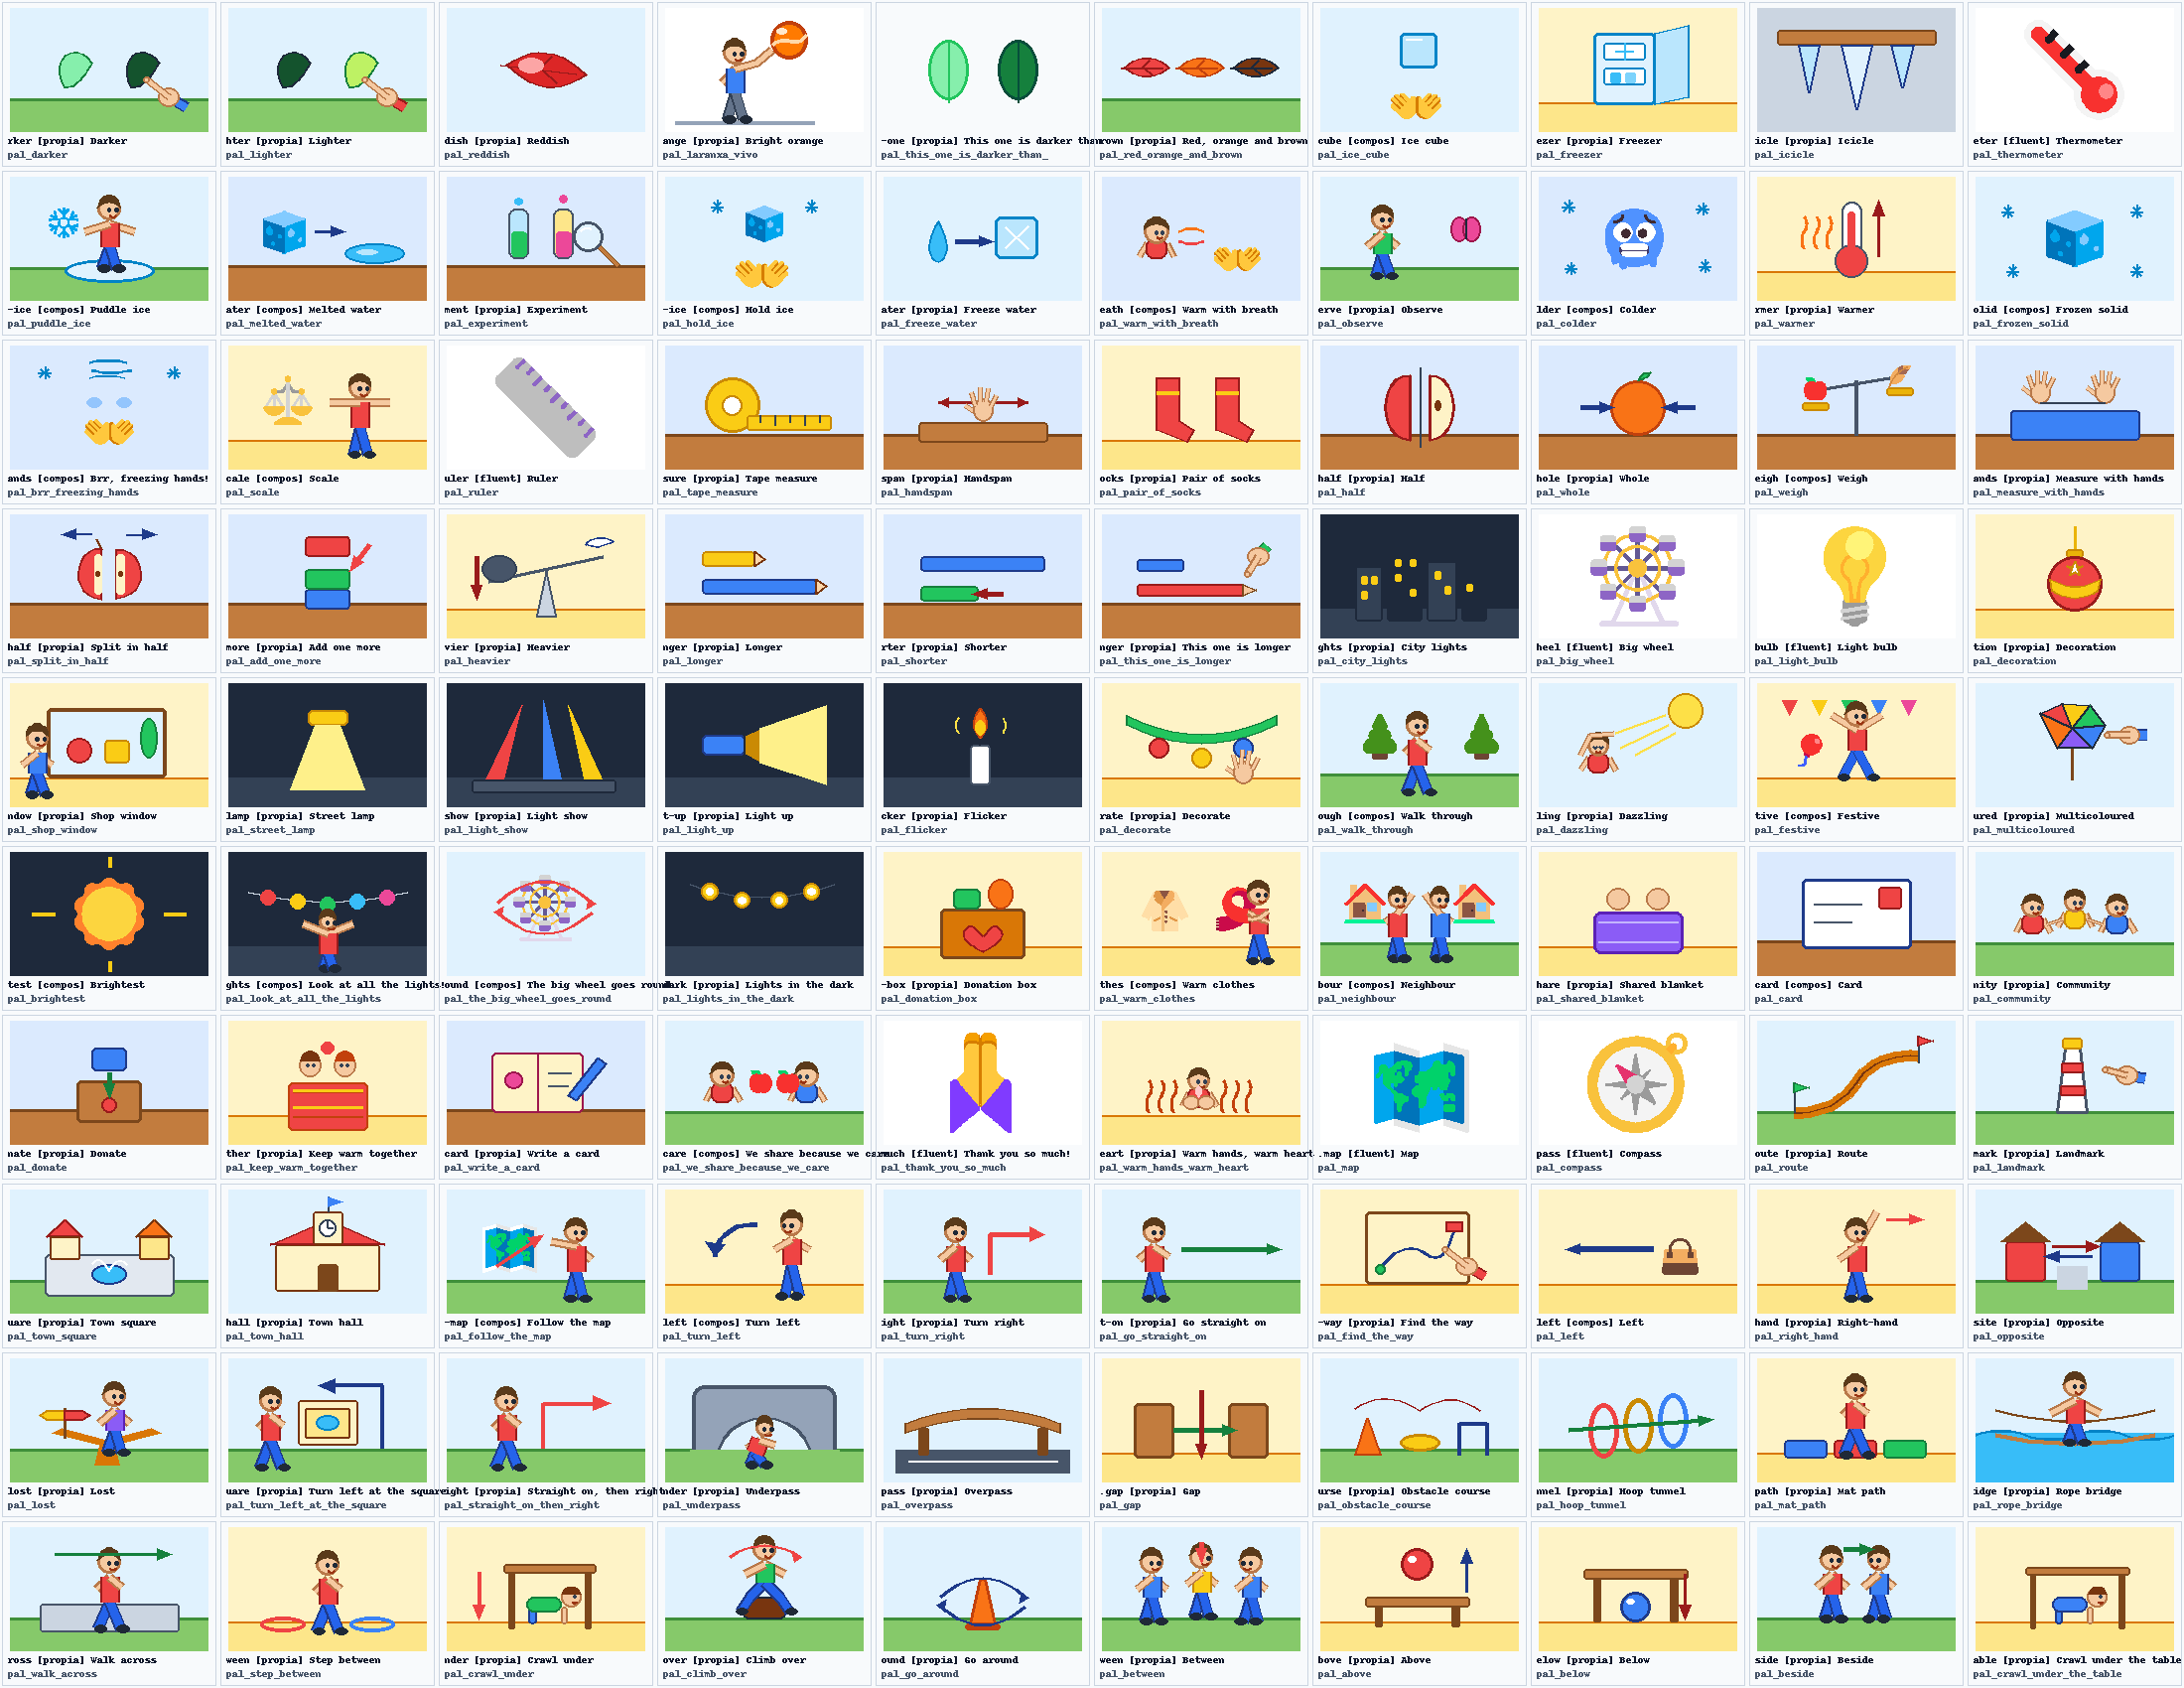 rker [propia] Darker
pal_darker
hter [propia] Lighter
pal_lighter
dish [propia] Reddish
pal_reddish
ange [propia] Bright orange
pal_laranxa_vivo
-one [propia] This one is darker than
pal_this_one_is_darker_than_
rown [propia] Red, orange and brown
pal_red_orange_and_brown
cube [compos] Ice cube
pal_ice_cube
ezer [propia] Freezer
pal_freezer
icle [propia] Icicle
pal_icicle
eter [fluent] Thermometer
pal_thermometer
-ice [compos] Puddle ice
pal_puddle_ice
ater [compos] Melted water
pal_melted_water
ment [propia] Experiment
pal_experiment
-ice [compos] Hold ice
pal_hold_ice
ater [propia] Freeze water
pal_freeze_water
eath [compos] Warm with breath
pal_warm_with_breath
erve [propia] Observe
pal_observe
lder [compos] Colder
pal_colder
rmer [propia] Warmer
pal_warmer
olid [compos] Frozen solid
pal_frozen_solid
ands [compos] Brr, freezing hands!
pal_brr_freezing_hands
cale [compos] Scale
pal_scale
uler [fluent] Ruler
pal_ruler
sure [propia] Tape measure
pal_tape_measure
span [propia] Handspan
pal_handspan
ocks [propia] Pair of socks
pal_pair_of_socks
half [propia] Half
pal_half
hole [propia] Whole
pal_whole
eigh [compos] Weigh
pal_weigh
ands [propia] Measure with hands
pal_measure_with_hands
half [propia] Split in half
pal_split_in_half
more [propia] Add one more
pal_add_one_more
vier [propia] Heavier
pal_heavier
nger [propia] Longer
pal_longer
rter [propia] Shorter
pal_shorter
nger [propia] This one is longer
pal_this_one_is_longer
ghts [propia] City lights
pal_city_lights
heel [fluent] Big wheel
pal_big_wheel
bulb [fluent] Light bulb
pal_light_bulb
tion [propia] Decoration
pal_decoration
ndow [propia] Shop window
pal_shop_window
lamp [propia] Street lamp
pal_street_lamp
show [propia] Light show
pal_light_show
t-up [propia] Light up
pal_light_up
cker [propia] Flicker
pal_flicker
rate [propia] Decorate
pal_decorate
ough [compos] Walk through
pal_walk_through
ling [propia] Dazzling
pal_dazzling
tive [compos] Festive
pal_festive
ured [propia] Multicoloured
pal_multicoloured
test [compos] Brightest
pal_brightest
ghts [compos] Look at all the lights!
pal_look_at_all_the_lights
ound [compos] The big wheel goes round
pal_the_big_wheel_goes_round
dark [propia] Lights in the dark
pal_lights_in_the_dark
-box [propia] Donation box
pal_donation_box
thes [compos] Warm clothes
pal_warm_clothes
bour [compos] Neighbour
pal_neighbour
hare [propia] Shared blanket
pal_shared_blanket
card [compos] Card
pal_card
nity [propia] Community
pal_community
nate [propia] Donate
pal_donate
ther [propia] Keep warm together
pal_keep_warm_together
card [propia] Write a card
pal_write_a_card
care [compos] We share because we care
pal_we_share_because_we_care
much [fluent] Thank you so much!
pal_thank_you_so_much
eart [propia] Warm hands, warm heart
pal_warm_hands_warm_heart
.map [fluent] Map
pal_map
pass [fluent] Compass
pal_compass
oute [propia] Route
pal_route
mark [propia] Landmark
pal_landmark
uare [propia] Town square
pal_town_square
hall [propia] Town hall
pal_town_hall
-map [compos] Follow the map
pal_follow_the_map
left [compos] Turn left
pal_turn_left
ight [propia] Turn right
pal_turn_right
t-on [propia] Go straight on
pal_go_straight_on
-way [propia] Find the way
pal_find_the_way
left [compos] Left
pal_left
hand [propia] Right-hand
pal_right_hand
site [propia] Opposite
pal_opposite
lost [propia] Lost
pal_lost
uare [propia] Turn left at the square
pal_turn_left_at_the_square
ight [propia] Straight on, then right
pal_straight_on_then_right
nder [propia] Underpass
pal_underpass
pass [propia] Overpass
pal_overpass
.gap [propia] Gap
pal_gap
urse [propia] Obstacle course
pal_obstacle_course
nnel [propia] Hoop tunnel
pal_hoop_tunnel
path [propia] Mat path
pal_mat_path
idge [propia] Rope bridge
pal_rope_bridge
ross [propia] Walk across
pal_walk_across
ween [propia] Step between
pal_step_between
nder [propia] Crawl under
pal_crawl_under
over [propia] Climb over
pal_climb_over
ound [propia] Go around
pal_go_around
ween [propia] Between
pal_between
bove [propia] Above
pal_above
elow [propia] Below
pal_below
side [propia] Beside
pal_beside
able [propia] Crawl under the table
pal_crawl_under_the_table